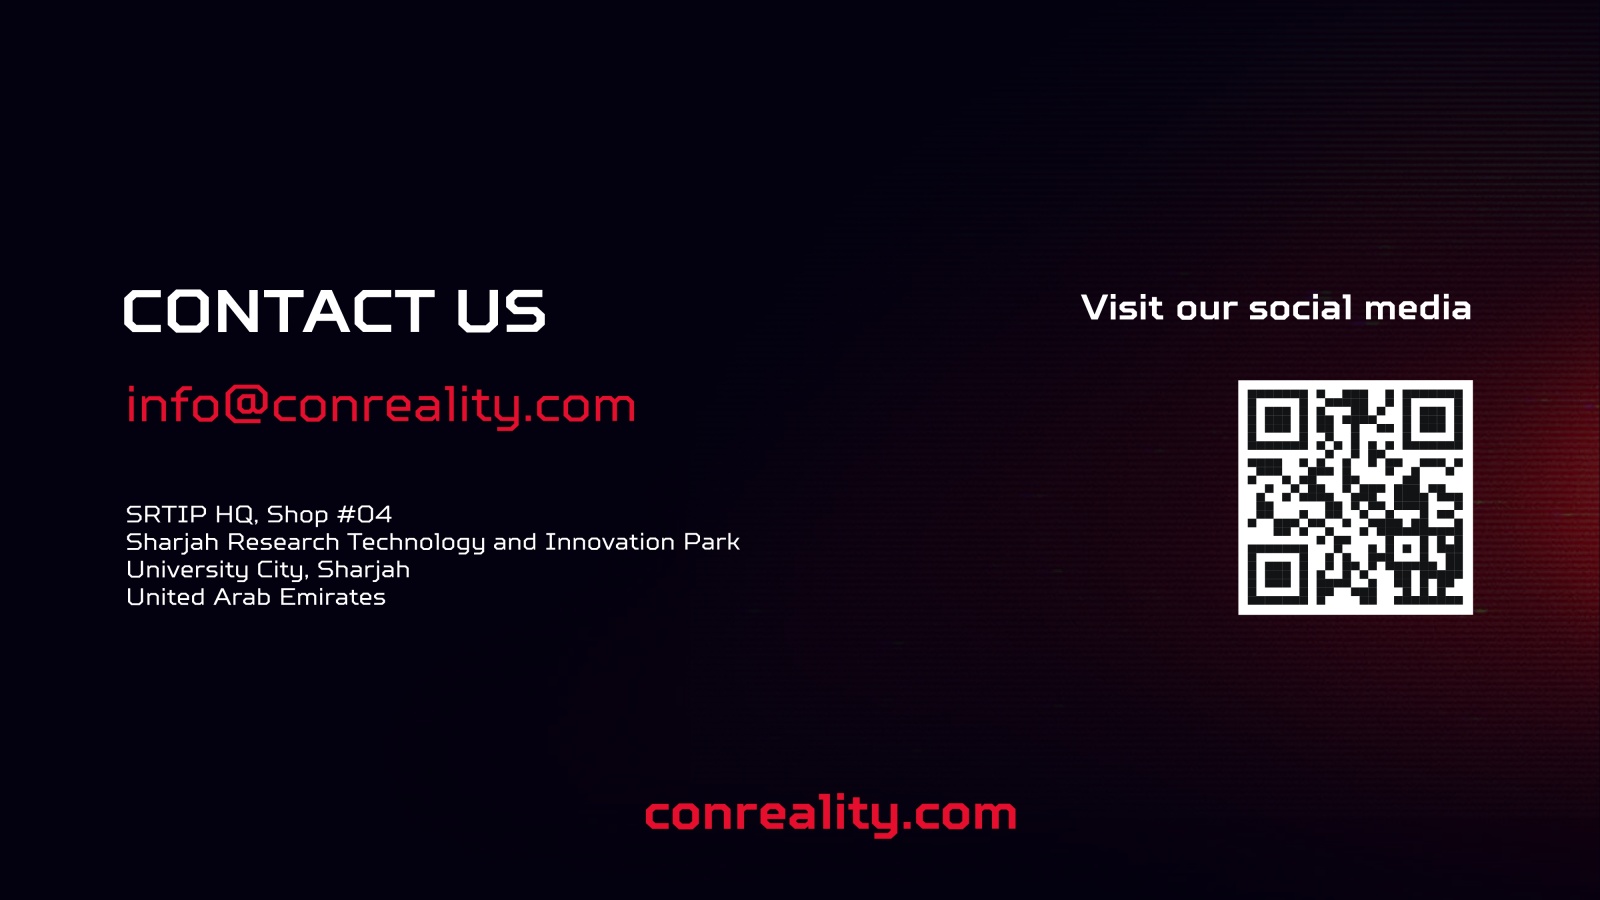 CONTACT US
info@conreality.com
SRTIP HQ, Shop #04
Sharjah Research Technology and Innovation Park
University City, Sharjah
United Arab Emirates
Visit our social media
conreality.com